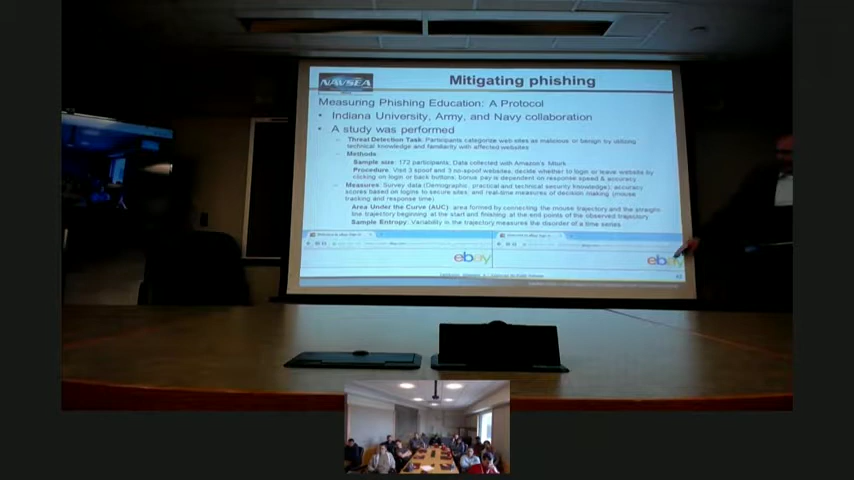 NAVSEA
Mitigating phishing
Measuring Phishing Education: A Protocol
• Indiana University, Army, and Navy collaboration
• A study was performed
– Threat Detection Task: Participants categorize web sites as malicious or benign by utilizing
technical knowledge and familiarity with affected websites
– Methods:
Sample size: 172 participants. Data collected with Amazon's Mturk
Procedure: Visit 3 spoof and 3 no-spoof websites, decide whether to login or leave website by
clicking on login or back buttons; bonus pay is dependent on response speed & accuracy
– Measures: Survey data (Demographic, practical and technical security knowledge); accuracy
scores based on logins to secure sites; and real-time measures of decision making (mouse
tracking and response time).
Area Under the Curve (AUC): area formed by connecting the mouse trajectory and the straight-
line trajectory beginning at the start and finishing at the end points of the observed trajectory
Sample Entropy: Variability in the trajectory measures the disorder of a time series
ebay
ebay